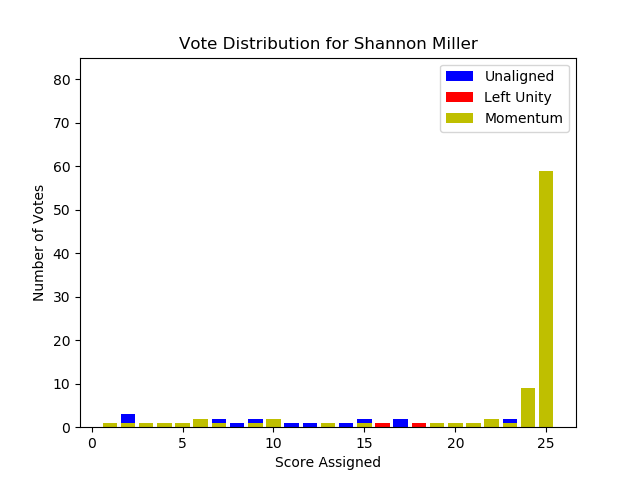 Vote Distribution for Shannon Miller
Unaligned
Left Unity
Momentum
80
70
60
50
40
30
20
10
0
Number of Votes
0 5 10 15 20 25
Score Assigned